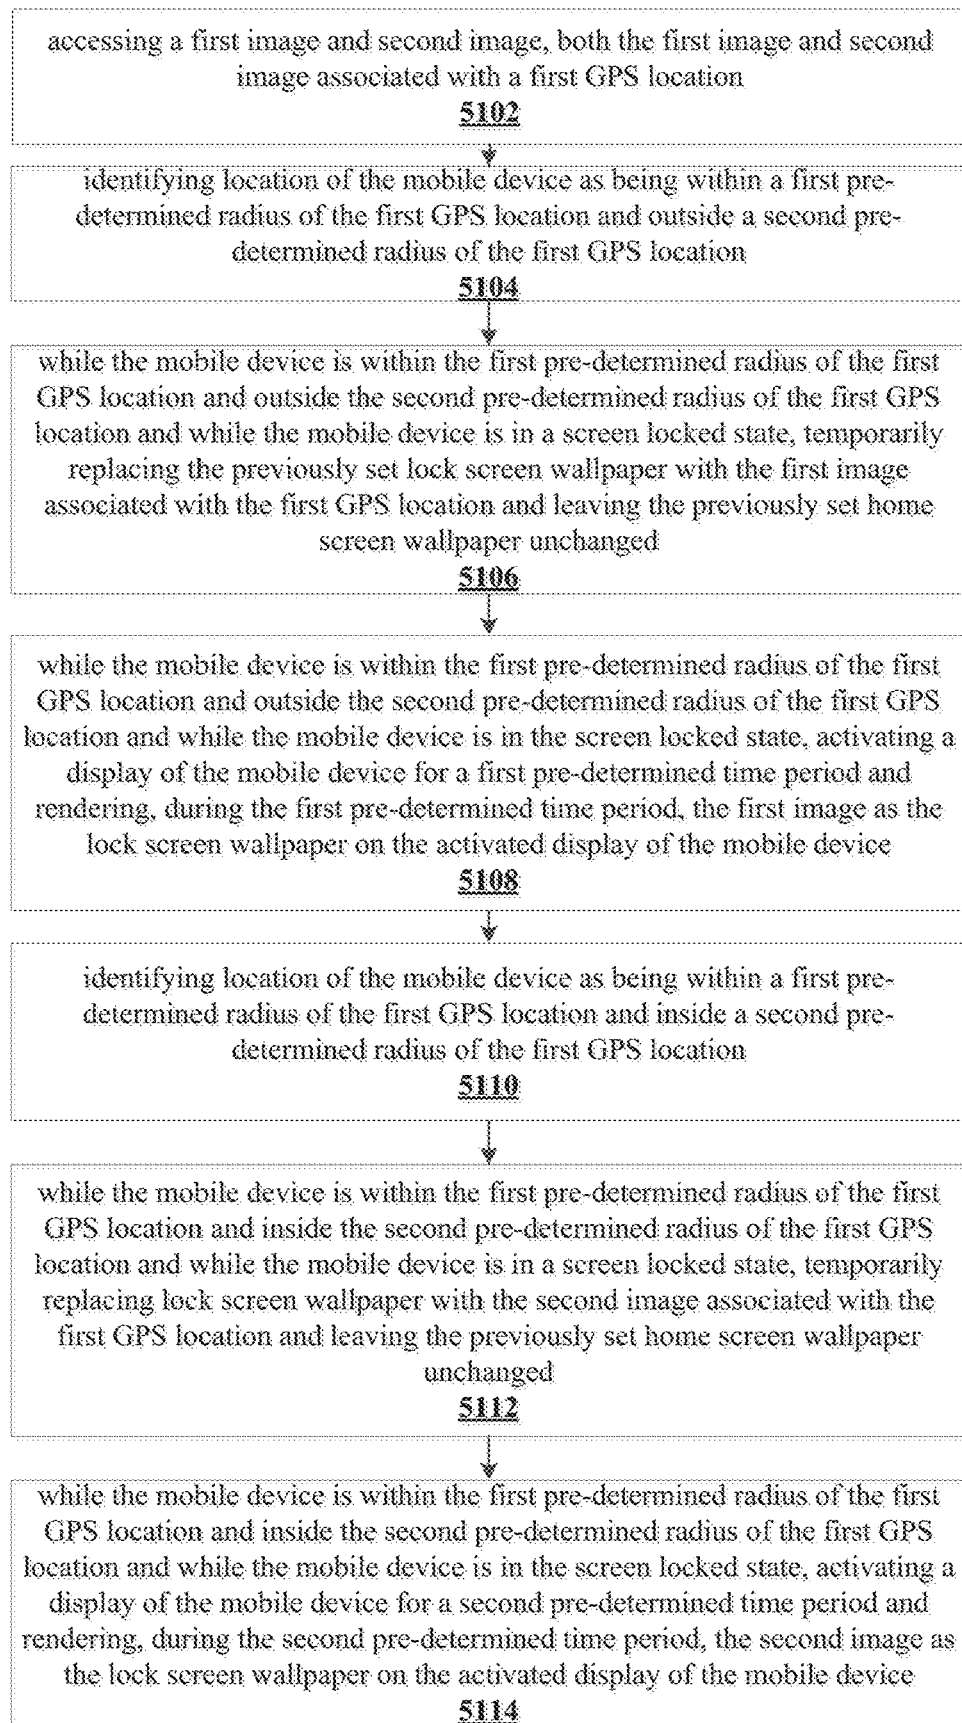 accessing a first image and second image, both the first image and second
image associated with a first GPS location
5102
identifying location of the mobile device as being within a first pre-
determined radius of the first GPS location and outside a second pre-
determined radius of the first GPS location
5104
while the mobile device is within the first pre-determined radius of the first
GPS location and outside the second pre-determined radius of the first GPS
location and while the mobile device is in a screen locked state, temporarily
replacing the previously set lock screen wallpaper with the first image
associated with the first GPS location and leaving the previously set home
screen wallpaper unchanged
5106
while the mobile device is within the first pre-determined radius of the first
GPS location and outside the second pre-determined radius of the first GPS
location and while the mobile device is in the screen locked state, activating a
display of the mobile device for a first pre-determined time period and
rendering, during the first pre-determined time period, the first image as the
lock screen wallpaper on the activated display of the mobile device
5108
identifying location of the mobile device as being within a first pre-
determined radius of the first GPS location and inside a second pre-
determined radius of the first GPS location
5110
while the mobile device is within the first pre-determined radius of the first
GPS location and inside the second pre-determined radius of the first GPS
location and while the mobile device is in a screen locked state, temporarily
replacing lock screen wallpaper with the second image associated with the
first GPS location and leaving the previously set home screen wallpaper
unchanged
5112
while the mobile device is within the first pre-determined radius of the first
GPS location and inside the second pre-determined radius of the first GPS
location and while the mobile device is in the screen locked state, activating a
display of the mobile device for a second pre-determined time period and
rendering, during the second pre-determined time period, the second image as
the lock screen wallpaper on the activated display of the mobile device
5114